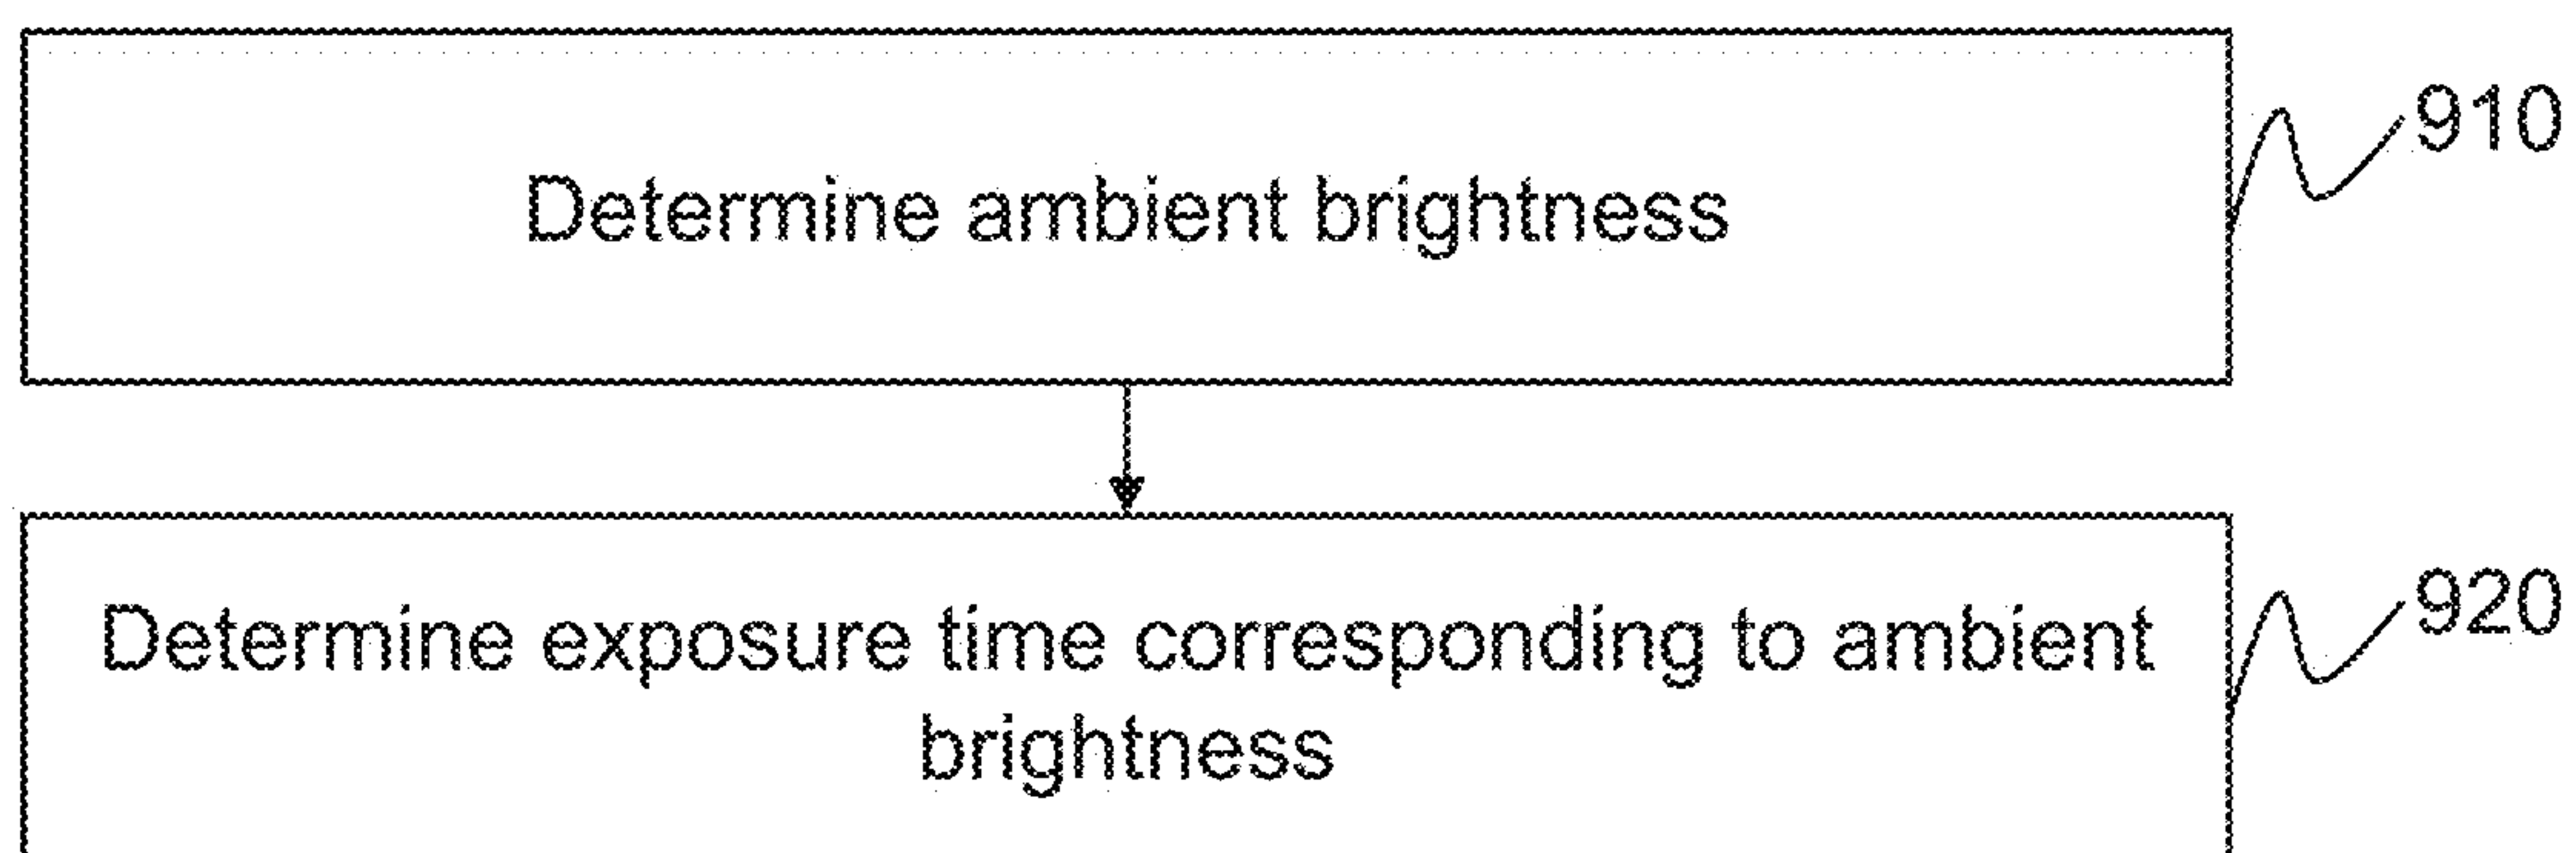 910
Determine ambient brightness
920
Determine exposure time corresponding to ambient
brightness